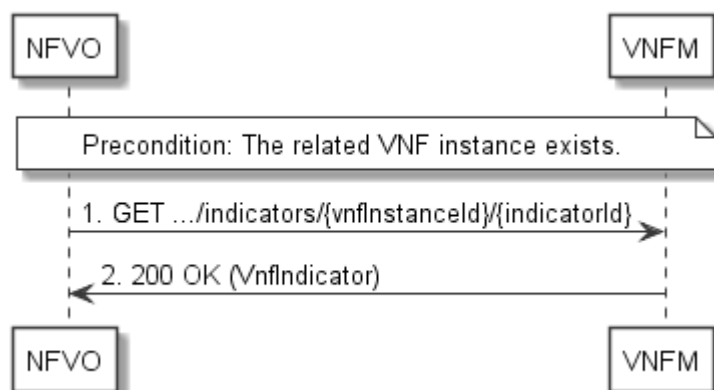 NFVO VNFM
Precondition: The related VNF instance exists.
1. GET .../indicators/{vnfInstanceId}/{indicatorId}
2. 200 OK (VnfIndicator)
NFVO VNFM